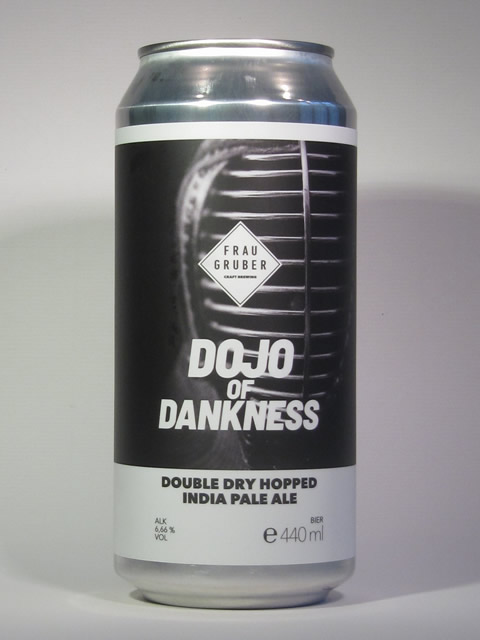 FRAU
GRUBER
CRAFT BREWING
DOJO
OF
DANKNESS
DOUBLE DRY HOPPED
INDIA PALE ALE
ALK
6,66 %
VOL
BIER
℮ 440 ml